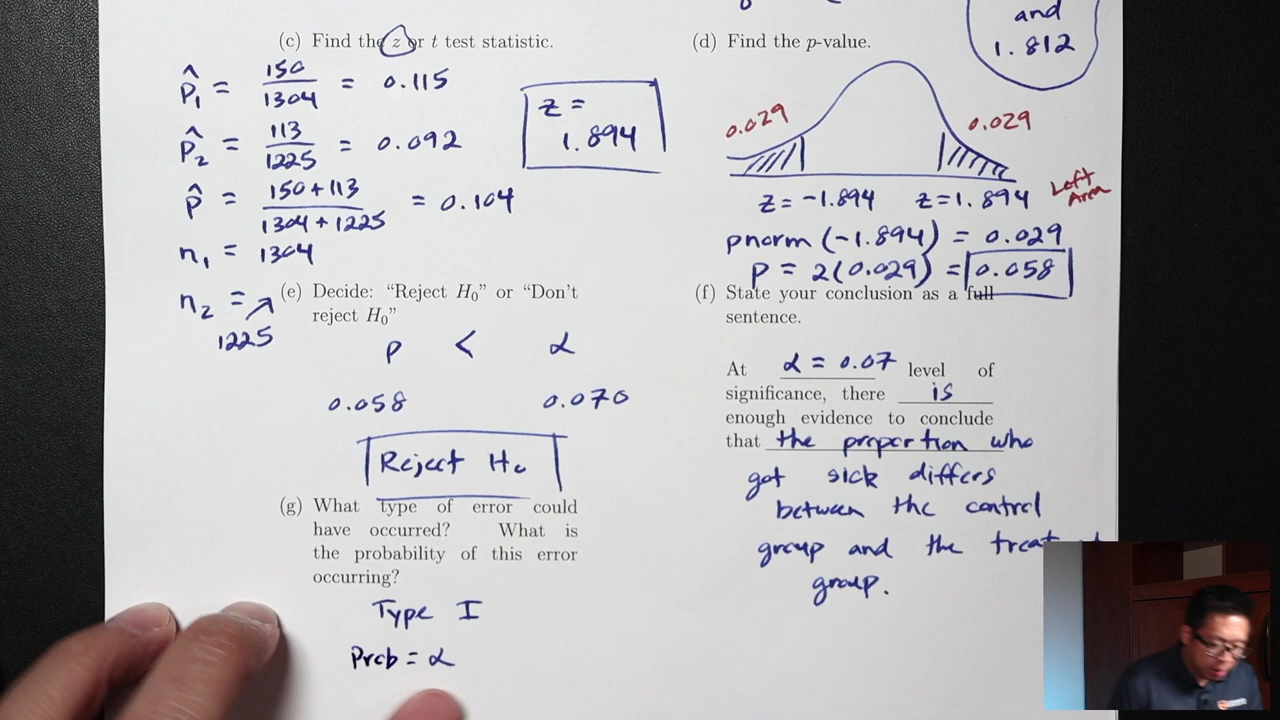 and
1.812
(c) Find the z or t test statistic.
p̂₁ = 150/1304 = 0.115
p̂₂ = 113/1225 = 0.092
p̂ = 150+113/1304+1225 = 0.104
n₁ = 1304
n₂ = ↗
1225
z =
1.894
(d) Find the p-value.
0.029 0.029
z = -1.894 z = 1.894
Left
Area
pnorm (-1.894) = 0.029
P = 2(0.029) = 0.058
(e) Decide: “Reject H₀” or “Don’t
reject H₀”
p < α
0.058 0.070
Reject H₀
(f) State your conclusion as a full
sentence.
At α = 0.07 level of
significance, there is
enough evidence to conclude
that the proportion who
got sick differs
between the control
group and the
group.
(g) What type of error could
have occurred? What is
the probability of this error
occurring?
Type I
Prob = α